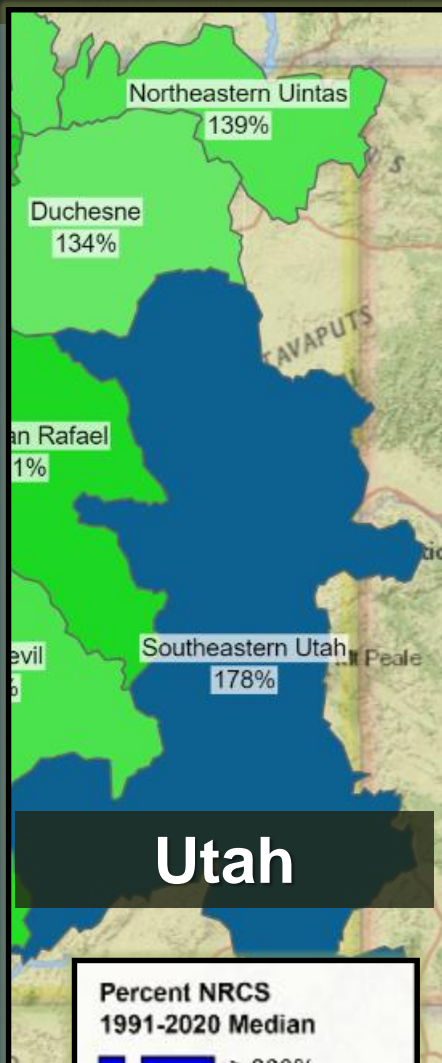 Northeastern Uintas
139%
Duchesne
134%
TAVAPUTS
an Rafael
1%
Southeastern Utah
178%
evil
%
Mt Peale
Utah
Percent NRCS
1991-2020 Median